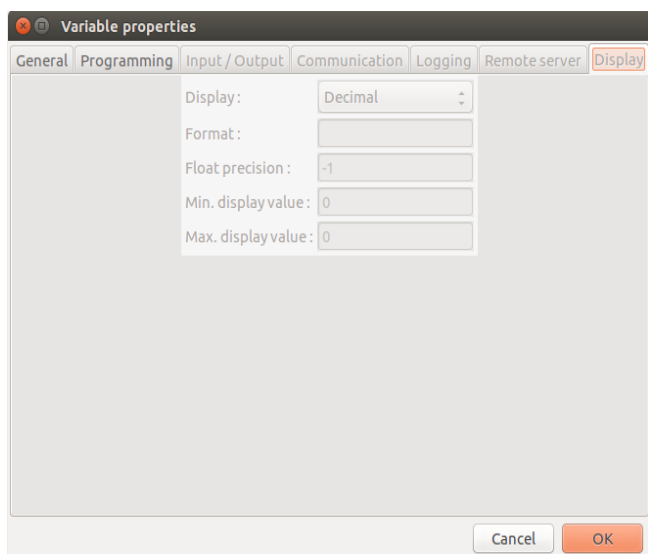 Variable properties
General Programming Input / Output Communication Logging Remote server Display
Display : Decimal
Format :
Float precision : -1
Min. display value : 0
Max. display value : 0
Cancel OK